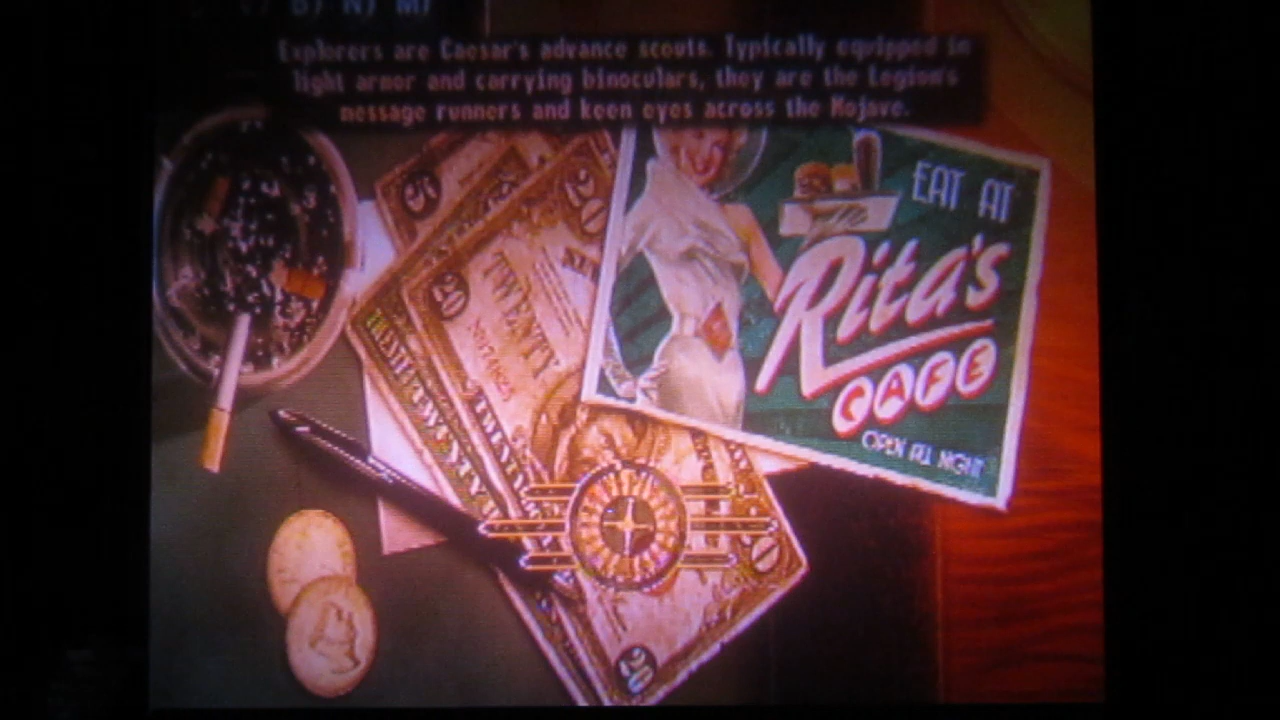 Explorers are Caesar's advance scouts. Typically equipped in
light armor and carrying binoculars, they are the Legion's
message runners and keen eyes across the Mojave.
EAT AT
Rita's
CAFE
OPEN ALL NIGHT
20
TWENTY
20
20